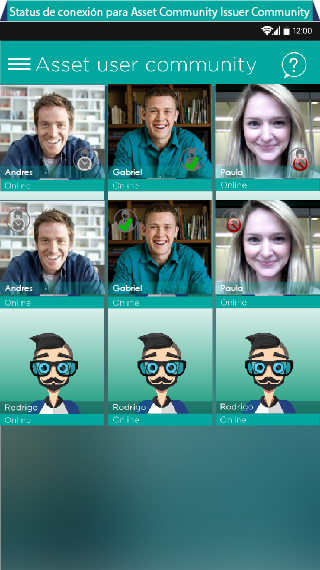 Status de conexión para Asset Community Issuer Community
12:00
Asset user community ?
Andres Gabriel Paula
Online Online Online
Andres Gabriel Paula
Online Online Online
Rodrigo Rodrigo Rodrigo
Online Online Online